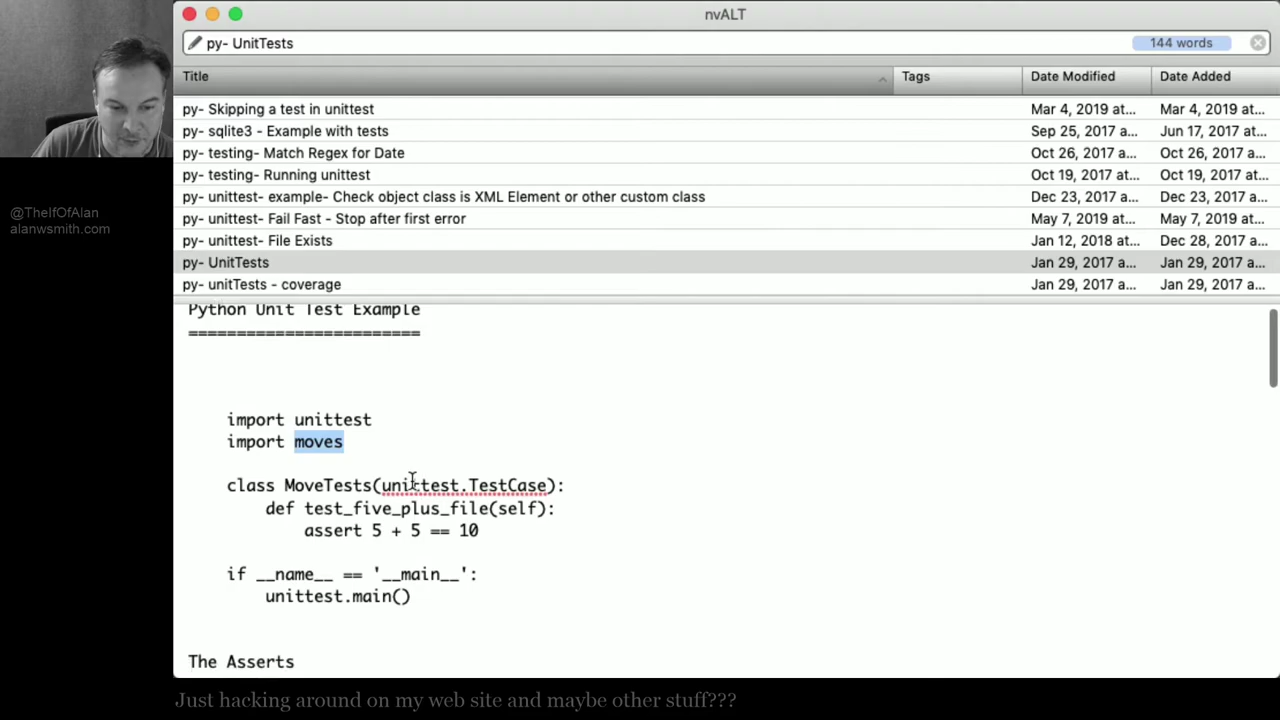 nvALT
py- UnitTests 144 words
Title Tags Date Modified Date Added
py- Skipping a test in unittest Mar 4, 2019 at... Mar 4, 2019 at...
py- sqlite3 - Example with tests Sep 25, 2017 a... Jun 17, 2017 at...
py- testing- Match Regex for Date Oct 26, 2017 a... Oct 26, 2017 a...
py- testing- Running unittest Oct 19, 2017 a... Oct 19, 2017 a...
py- unittest- example- Check object class is XML Element or other custom class Dec 23, 2017 a... Dec 23, 2017 a...
py- unittest- Fail Fast - Stop after first error May 7, 2019 at... May 7, 2019 at...
@TheIfOfAlan
alanwsmith.com
py- unittest- File Exists Jan 12, 2018 at... Dec 28, 2017 a...
py- UnitTests Jan 29, 2017 a... Jan 29, 2017 a...
py- unitTests - coverage Jan 29, 2017 a... Jan 29, 2017 a...
Python Unit Test Example
========================
import unittest
import moves
class MoveTests(unittest.TestCase):
def test_five_plus_file(self):
assert 5 + 5 == 10
if __name__ == '__main__':
unittest.main()
The Asserts
Just hacking around on my web site and maybe other stuff???